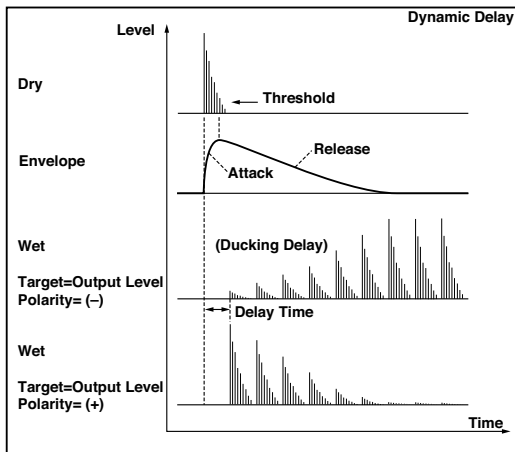 Dynamic Delay
Level
Dry
Threshold
Envelope
Release
Attack
Wet
(Ducking Delay)
Target=Output Level
Polarity= (–)
Delay Time
Wet
Target=Output Level
Polarity= (+)
Time